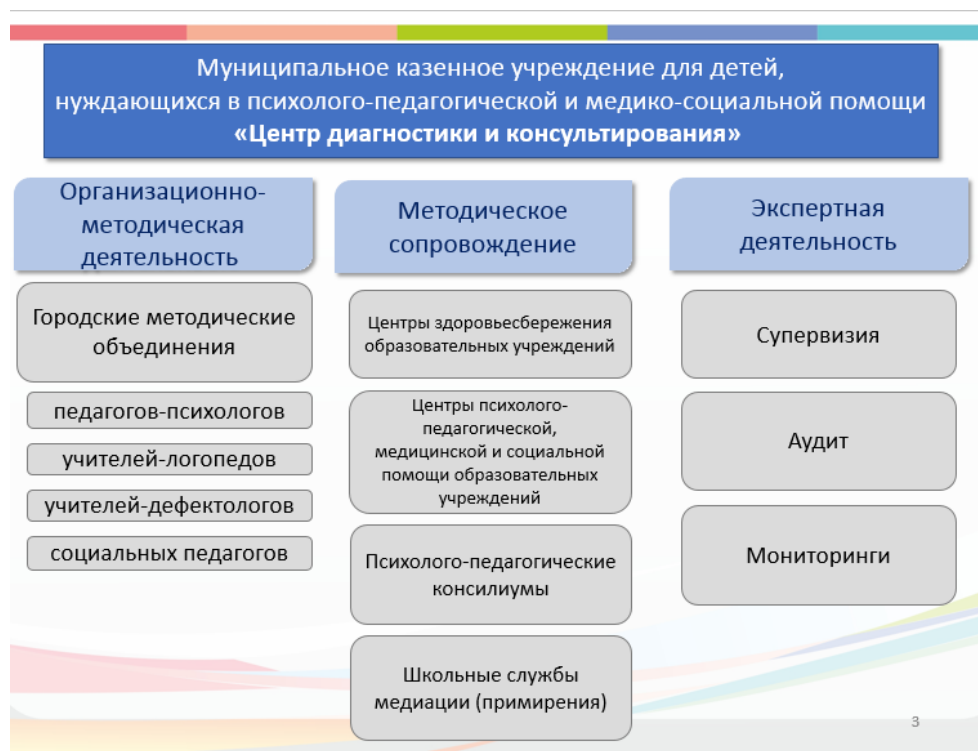 Муниципальное казенное учреждение для детей,
нуждающихся в психолого-педагогической и медико-социальной помощи
«Центр диагностики и консультирования»
Организационно-
методическая
деятельность
Городские методические
объединения
педагогов-психологов
учителей-логопедов
учителей-дефектологов
социальных педагогов
Методическое
сопровождение
Центры здоровьесбережения
образовательных учреждений
Центры психолого-
педагогической,
медицинской и социальной
помощи образовательных
учреждений
Психолого-педагогические
консилиумы
Школьные службы
медиации (примирения)
Экспертная
деятельность
Супервизия
Аудит
Мониторинги
3